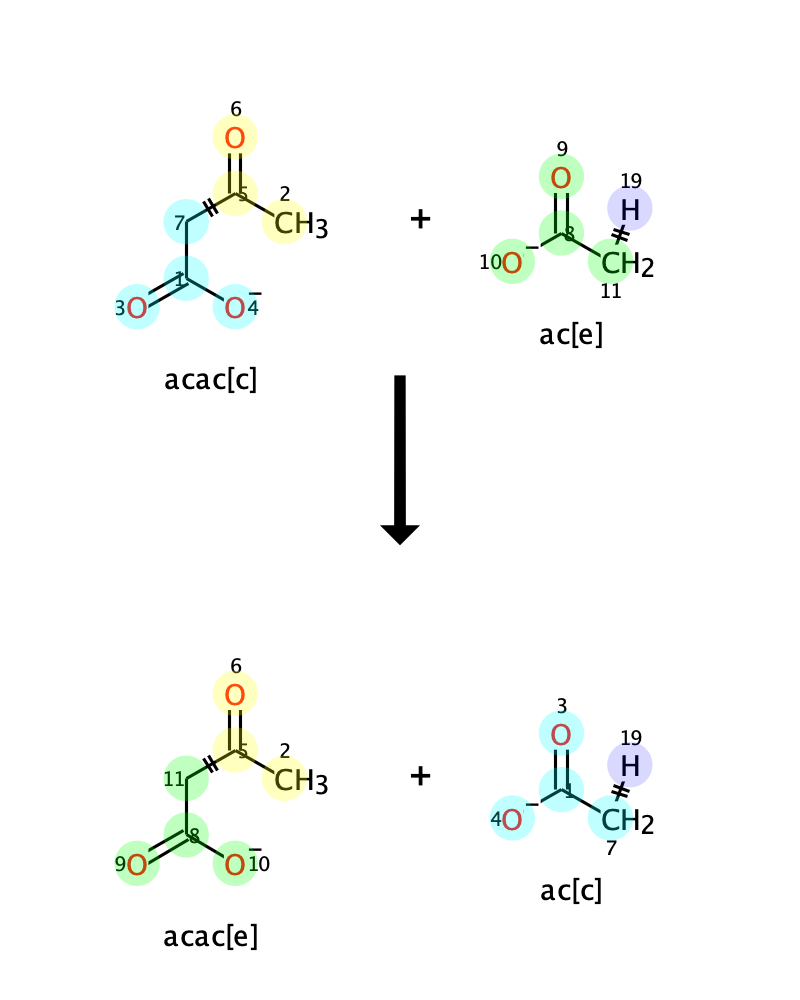 6
O
5
2
CH3
7
1
3O
O4
−
acac[c]
+
9
O
19
H
8
10O
−
CH2
11
ac[e]
6
O
5
2
CH3
11
8
9O
O10
−
acac[e]
+
3
O
19
H
1
4O
−
CH2
7
ac[c]